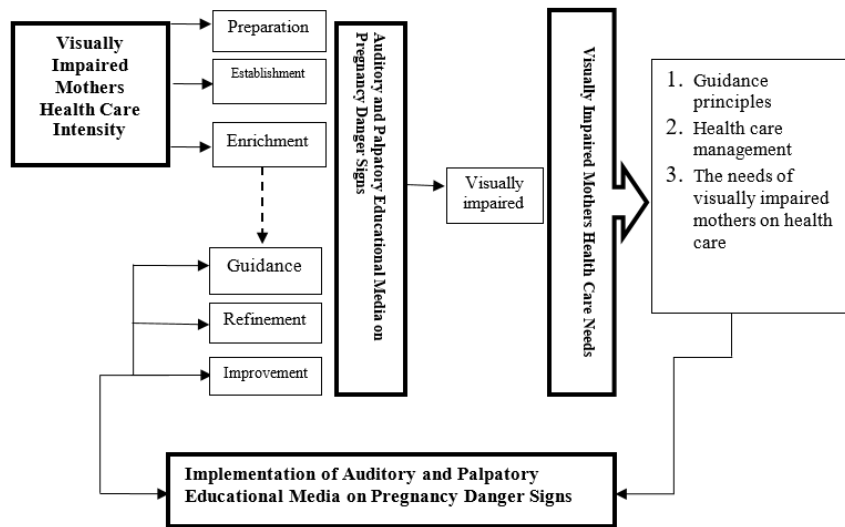 Visually
Impaired
Mothers
Health Care
Intensity
Preparation
Establishment
Enrichment
Guidance
Refinement
Improvement
Auditory and Palpatory Educational Media on
Pregnancy Danger Signs
Visually
impaired
Visually Impaired Mothers Health Care Needs
1. Guidance
principles
2. Health care
management
3. The needs of
visually impaired
mothers on health
care
Implementation of Auditory and Palpatory
Educational Media on Pregnancy Danger Signs